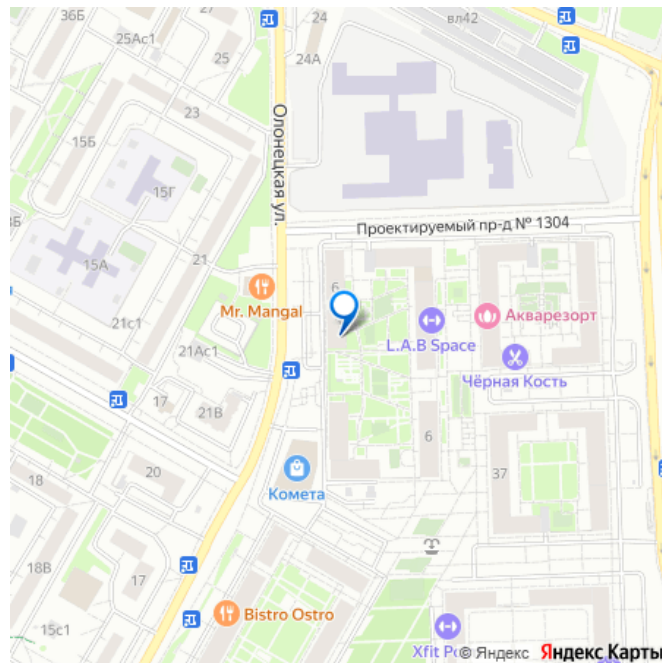 36Б
24
вл42
25Ас1
25
24А
23
Олонецкая ул.
15Б
15Г
Проектируемый пр-д № 1304
15А
21
6
Mr. Mangal
Акварезорт
21с1
L.A.B Space
21Ас1
Чёрная Кость
17
21В
6
20
37
18
Комета
18В
17
Bistro Ostro
15с1
Xfit
© Яндекс Яндекс Карты